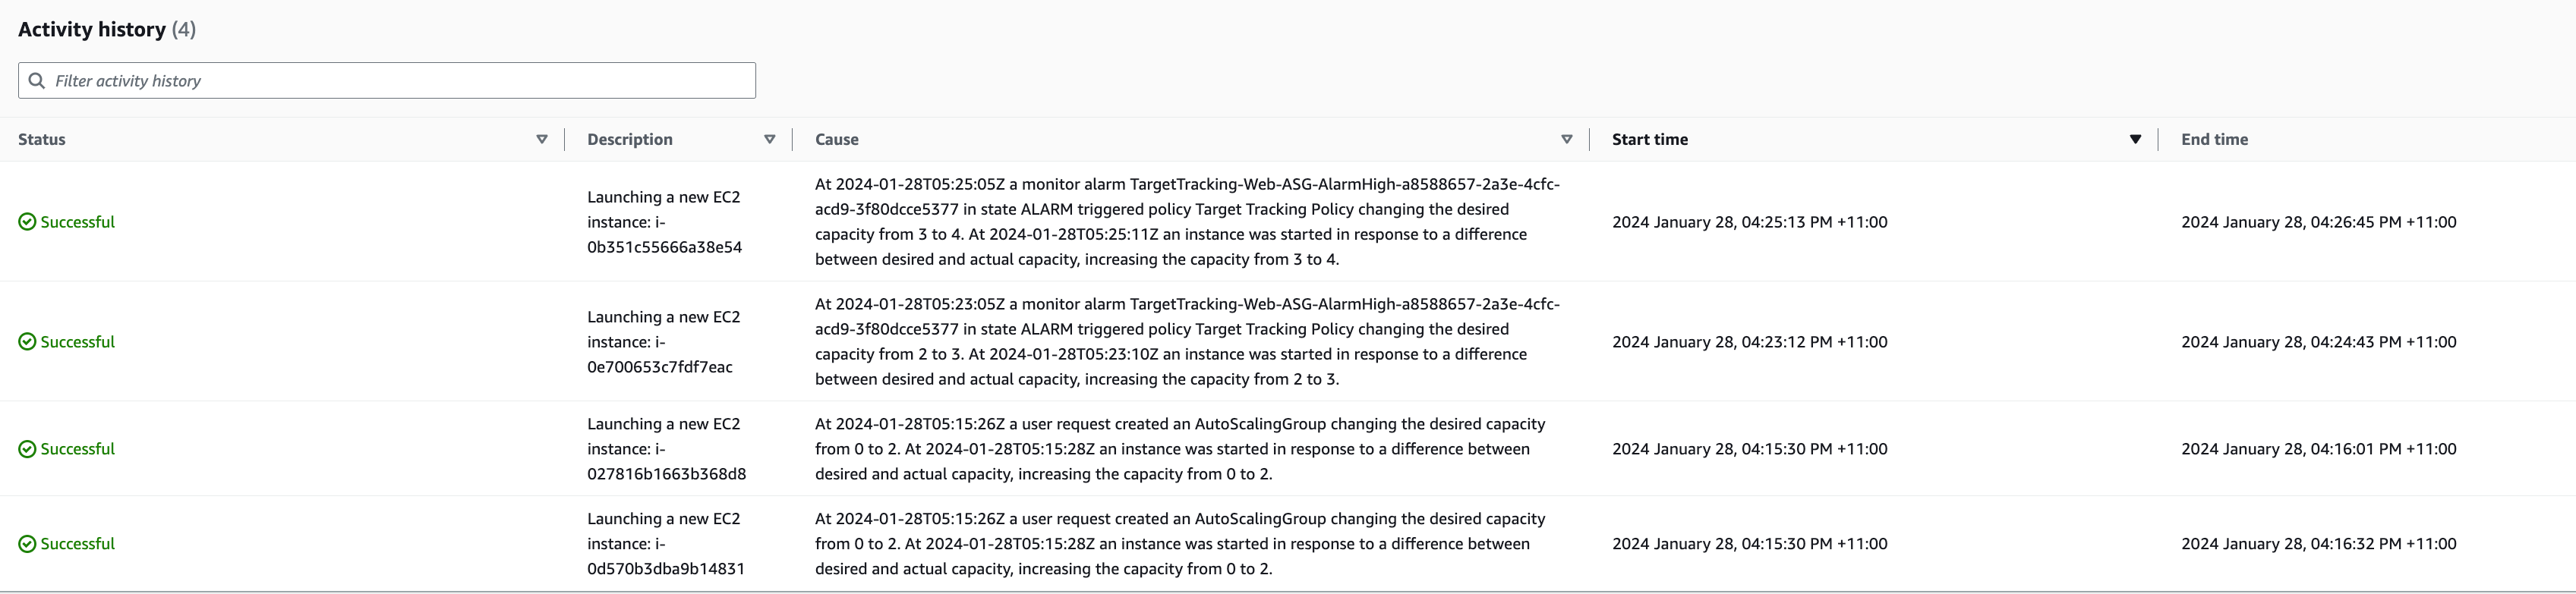 Activity history (4)
Filter activity history
Status Description Cause Start time End time
Successful
Launching a new EC2
instance: i-
0b351c55666a38e54
At 2024-01-28T05:25:05Z a monitor alarm TargetTracking-Web-ASG-AlarmHigh-a8588657-2a3e-4cfc-
acd9-3f80dcce5377 in state ALARM triggered policy Target Tracking Policy changing the desired
capacity from 3 to 4. At 2024-01-28T05:25:11Z an instance was started in response to a difference
between desired and actual capacity, increasing the capacity from 3 to 4.
2024 January 28, 04:25:13 PM +11:00
2024 January 28, 04:26:45 PM +11:00
Successful
Launching a new EC2
instance: i-
0e700653c7fdf7eac
At 2024-01-28T05:23:05Z a monitor alarm TargetTracking-Web-ASG-AlarmHigh-a8588657-2a3e-4cfc-
acd9-3f80dcce5377 in state ALARM triggered policy Target Tracking Policy changing the desired
capacity from 2 to 3. At 2024-01-28T05:23:10Z an instance was started in response to a difference
between desired and actual capacity, increasing the capacity from 2 to 3.
2024 January 28, 04:23:12 PM +11:00
2024 January 28, 04:24:43 PM +11:00
Successful
Launching a new EC2
instance: i-
027816b1663b368d8
At 2024-01-28T05:15:26Z a user request created an AutoScalingGroup changing the desired capacity
from 0 to 2. At 2024-01-28T05:15:28Z an instance was started in response to a difference between
desired and actual capacity, increasing the capacity from 0 to 2.
2024 January 28, 04:15:30 PM +11:00
2024 January 28, 04:16:01 PM +11:00
Successful
Launching a new EC2
instance: i-
0d570b3dba9b14831
At 2024-01-28T05:15:26Z a user request created an AutoScalingGroup changing the desired capacity
from 0 to 2. At 2024-01-28T05:15:28Z an instance was started in response to a difference between
desired and actual capacity, increasing the capacity from 0 to 2.
2024 January 28, 04:15:30 PM +11:00
2024 January 28, 04:16:32 PM +11:00